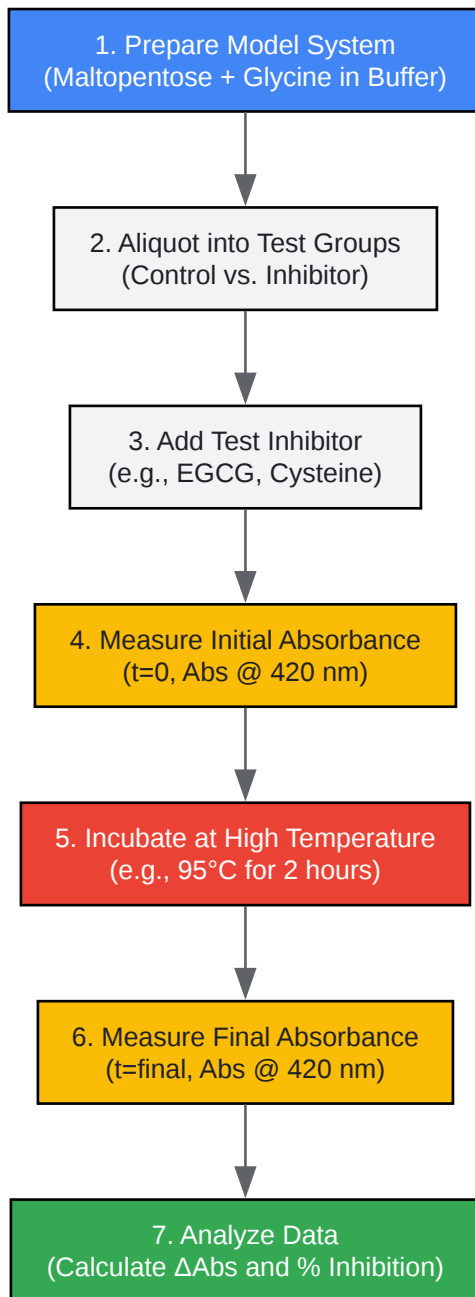 1. Prepare Model System
(Maltopentose + Glycine in Buffer)
2. Aliquot into Test Groups
(Control vs. Inhibitor)
3. Add Test Inhibitor
(e.g., EGCG, Cysteine)
4. Measure Initial Absorbance
(t=0, Abs @ 420 nm)
5. Incubate at High Temperature
(e.g., 95°C for 2 hours)
6. Measure Final Absorbance
(t=final, Abs @ 420 nm)
7. Analyze Data
(Calculate ΔAbs and % Inhibition)